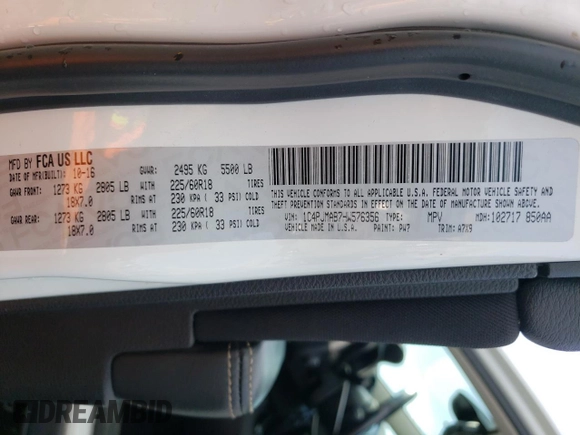 MFD BY FCA US LLC
DATE OF MFR(BUILT): 10-16 GVWR: 2495 KG 5500 LB
GAWR FRONT: 1273 KG 2805 LB WITH 225/60R18 TIRES
18X7.0 RIMS AT 230 KPA ( 33 PSI) COLD
GAWR REAR: 1273 KG 2805 LB WITH 225/60R18 TIRES
18X7.0 RIMS AT 230 KPA ( 33 PSI) COLD
THIS VEHICLE CONFORMS TO ALL APPLICABLE U.S.A. FEDERAL MOTOR VEHICLE SAFETY AND
THEFT PREVENTION STANDARDS IN EFFECT ON THE DATE OF MANUFACTURE SHOWN ABOVE.
VIN: TYPE: MPV MDH: 102717 850AA
VEHICLE MADE IN U.S.A. PAINT: PW7 TRIM: A7X9
DREAMBID